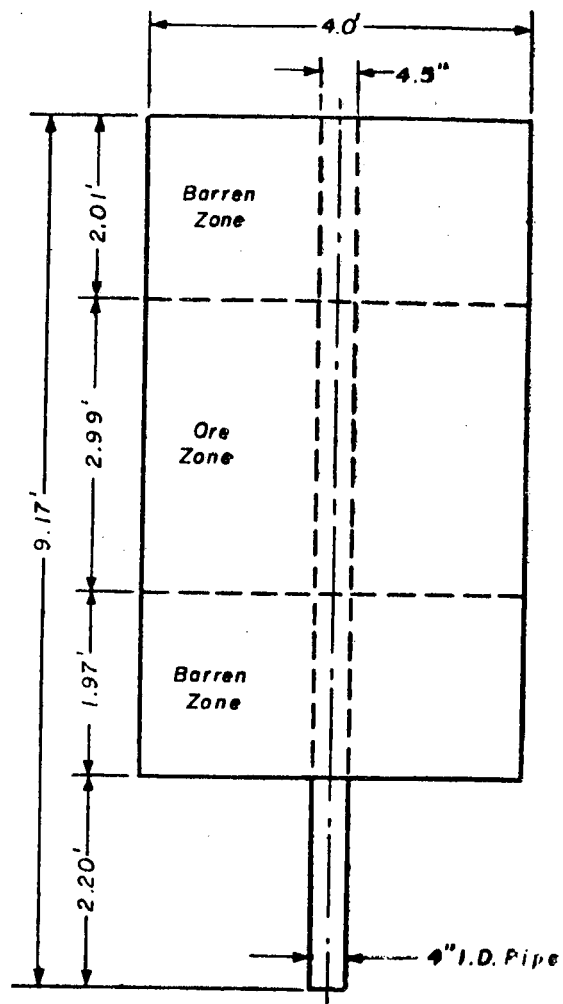 4.0'
4.5"
Barren
Zone
2.01'
Ore
Zone
2.99'
9.17'
Barren
Zone
1.97'
2.20'
4" I.D. Pipe